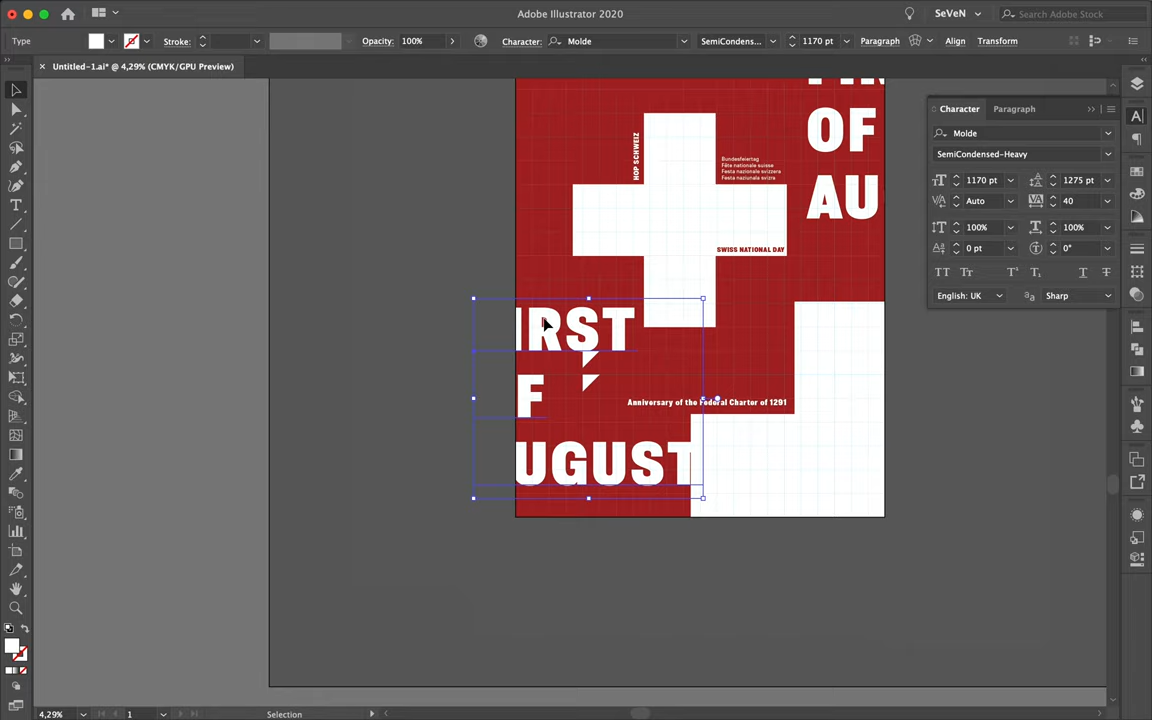 Adobe Illustrator 2020
SeVeN
Search Adobe Stock
Type
Stroke:
Opacity:
100%
Character:
Molde
SemiCondens...
1170 pt
Paragraph
Align
Transform
Untitled-1.ai* @ 4,29% (CMYK/GPU Preview)
HOP SCHWEIZ
Bundesfeiertag
Fête nationale suisse
Festa nazionale svizzera
Festa naziunala svizra
SWISS NATIONAL DAY
OF
AU
IRST
F
UGUST
Anniversary of the Federal Charter of 1291
Character
Paragraph
Molde
SemiCondensed-Heavy
1170 pt
1275 pt
Auto
40
100%
100%
0 pt
0°
English: UK
Sharp
4,29%
1
Selection